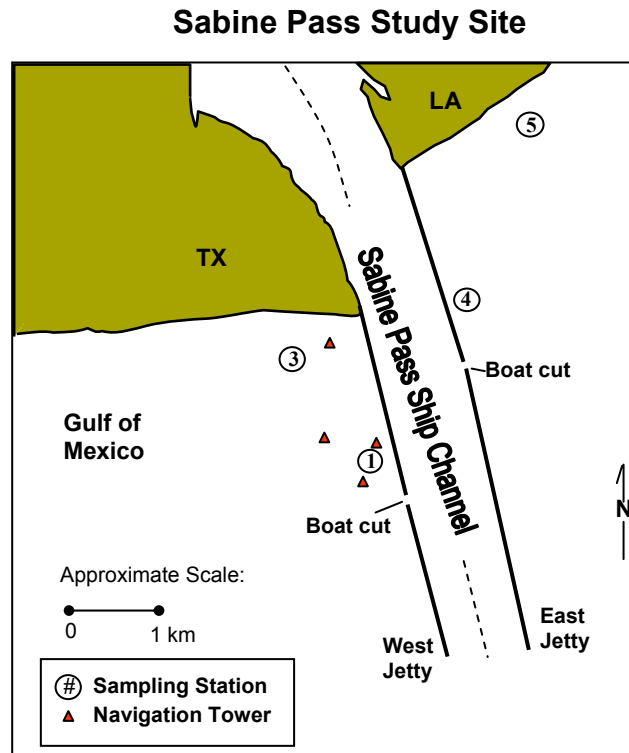 Sabine Pass Study Site
LA
5
TX
Sabine Pass Ship Channel
4
3
Boat cut
Gulf of
Mexico
1
N
Boat cut
Approximate Scale:
0 1 km
East
Jetty
West
Jetty
# Sampling Station
Navigation Tower